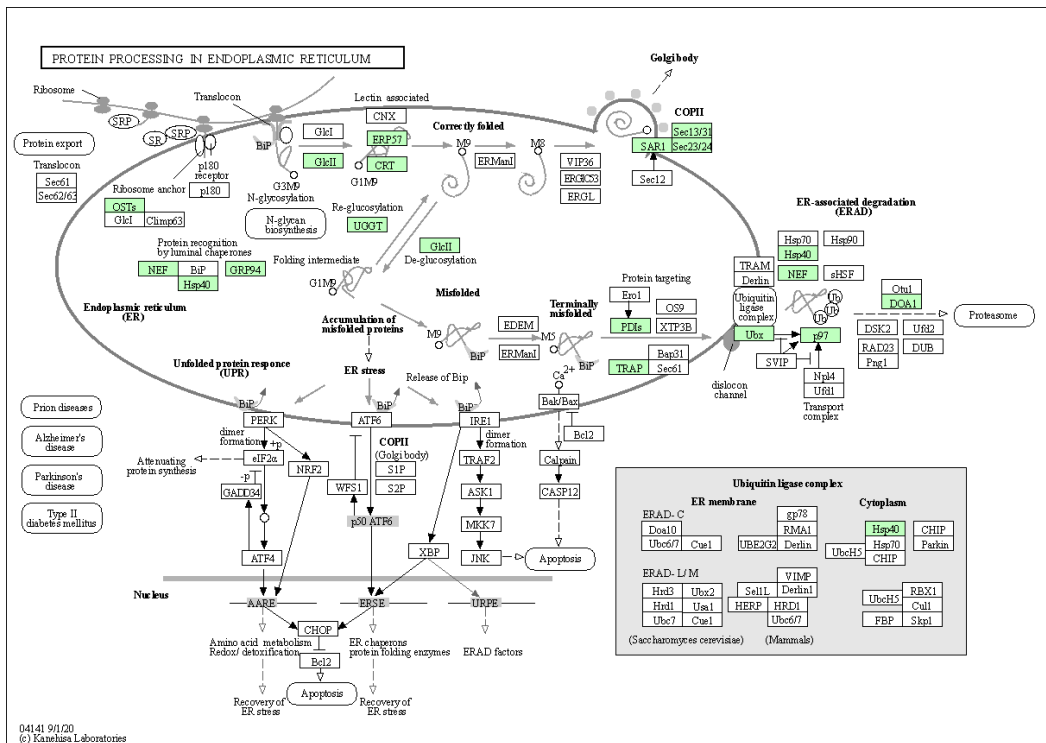 PROTEIN PROCESSING IN ENDOPLASMIC RETICULUM
Ribosome
SRP
SR
SRP
Translocon
BiP
Protein export
Translocon
Sec61
Sec62/63
p180
receptor
p180
Ribosome anchor
OSTs
GlcI
Climp63
GlcI
GlcII
G3M9
N-glycosylation
N-glycan
biosynthesis
Lectin associated
CNX
ERP57
CRT
G1M9
Correctly folded
M9
ERManI
M8
VIP36
ERGIC53
ERGL
Golgi body
COPII
Sec13/31
SAR1
Sec23/24
Sec12
Re-glucosylation
UGGT
GlcII
De-glucosylation
Protein recognition
by luminal chaperones
NEF
BiP
GRP94
Hsp40
Folding intermediate
G1M9
Endoplasmic reticulum
(ER)
Misfolded
Accumulation of
misfolded proteins
M9
BiP
EDEM
ERManI
Terminally
misfolded
M5
BiP
Protein targeting
Ero1
OS9
PDIs
XTP3B
TRAP
Bap31
Sec61
ER-associated degradation
(ERAD)
Hsp70
Hsp90
Hsp40
NEF
sHSF
TRAM
Derlin
Ubiquitin
ligase
complex
Ub
Ub
Ub
Otu1
DOA1
Proteasome
Ubx
p97
DSK2
Ufd2
RAD23
DUB
Png1
SVIP
Npl4
Ufd1
Transport
complex
dislocon
channel
Unfolded protein responce
(UPR)
ER stress
Release of Bip
BiP
BiP
BiP
PERK
ATF6
IRE1
Ca2+
Bak/Bax
Bcl2
Calpain
CASP12
Apoptosis
Prion diseases
Alzheimer's
disease
Parkinson's
disease
Type II
diabetes mellitus
dimer
formation
+p
eIF2α
Attenuating
protein synthesis
-p
GADD34
NRF2
ATF4
COPII
(Golgi body)
S1P
S2P
WFS1
p50 ATF6
dimer
formation
TRAF2
ASK1
MKK7
JNK
XBP
Nucleus
AARE
ERSE
URPE
CHOP
Bcl2
Apoptosis
Amino acid metabolism
Redox/ detoxification
Recovery of
ER stress
ER chaperons
protein folding enzymes
Recovery of
ER stress
ERAD factors
Ubiquitin ligase complex
ER membrane
Cytoplasm
ERAD- C
Doa10
Ubc6/7
Cue1
gp78
RMA1
UBE2G2
Derlin
Hsp40
Hsp70
UbcH5
CHIP
CHIP
Parkin
ERAD- L/ M
Hrd3
Ubx2
Hrd1
Usa1
Ubc7
Cue1
VIMP
Sel1L
Derlin1
HERP
HRD1
Ubc6/7
UbcH5
RBX1
Cul1
FBP
Skp1
(Saccharomyces cerevisiae)
(Mammals)
04141 9/1/20
(c) Kanehisa Laboratories